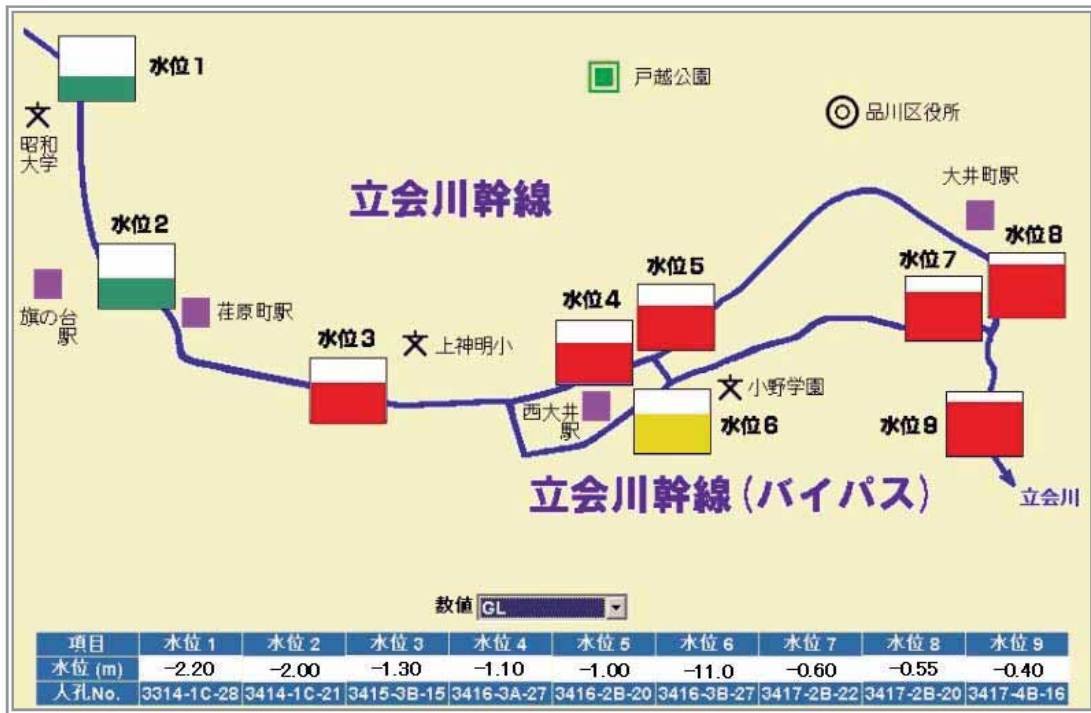 水位1
戸越公園
品川区役所
昭和
大学
立会川幹線
大井町駅
水位2
水位8
水位5
水位7
旗の台
駅
荏原町駅
水位4
水位3
上神明小
西大井
駅
小野学園
水位6
水位9
立会川幹線(バイパス)
立会川
数値 GL
項目 水位1 水位2 水位3 水位4 水位5 水位6 水位7 水位8 水位9
水位(m) -2.20 -2.00 -1.30 -1.10 -1.00 -11.0 -0.60 -0.55 -0.40
人孔No. 3314-1C-28 3414-1C-21 3415-3B-15 3416-3A-27 3416-2B-20 3416-3B-27 3417-2B-22 3417-2B-20 3417-4B-16